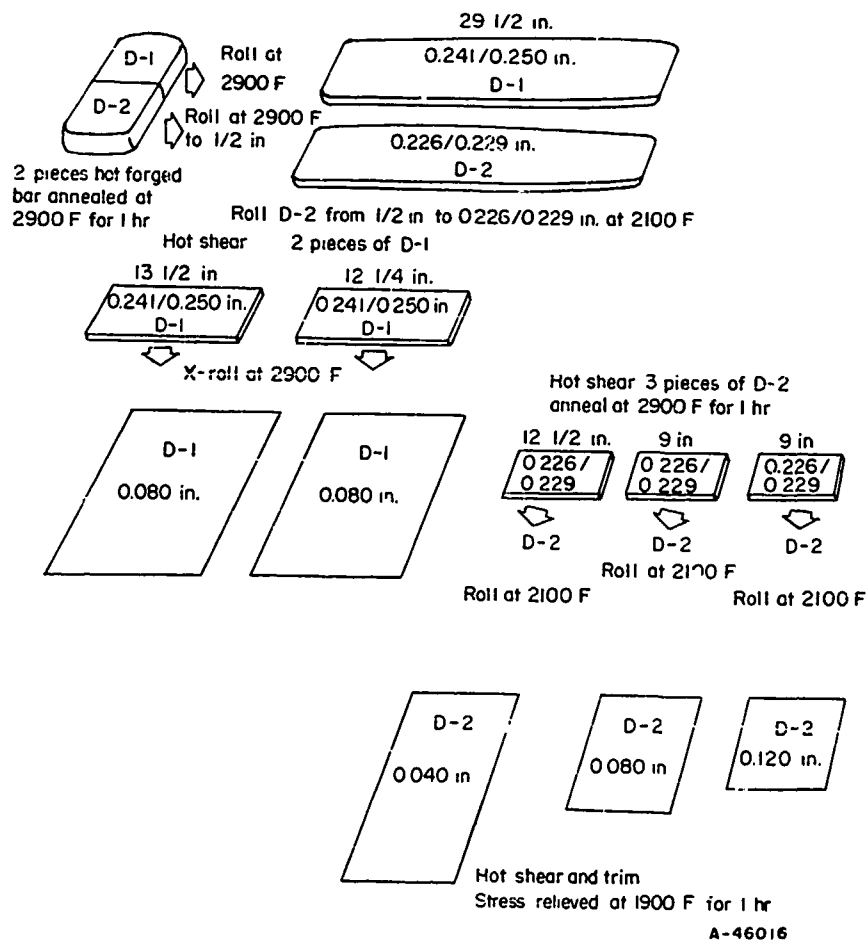 29 1/2 in.
D-1
Roll at
2900 F
0.241/0.250 in.
D-1
D-2
Roll at 2900 F
to 1/2 in
0.226/0.229 in.
D-2
2 pieces hot forged
bar annealed at
2900 F for 1 hr
Roll D-2 from 1/2 in to 0226/0229 in. at 2100 F
Hot shear 2 pieces of D-1
13 1/2 in
12 1/4 in.
0.241/0.250 in.
D-1
0 241/0 250 in
D-1
X-roll at 2900 F
Hot shear 3 pieces of D-2
anneal at 2900 F for 1 hr
D-1
0.080 in.
D-1
0.080 in.
12 1/2 in.
9 in
9 in
0 226/
0 229
0 226/
0 229
0.226/
0 229
D-2
D-2
D-2
Roll at 2100 F
Roll at 2100 F
Roll at 2100 F
D-2
0 040 in
D-2
0 080 in
D-2
0.120 in.
Hot shear and trim
Stress relieved at 1900 F for 1 hr
A-46016